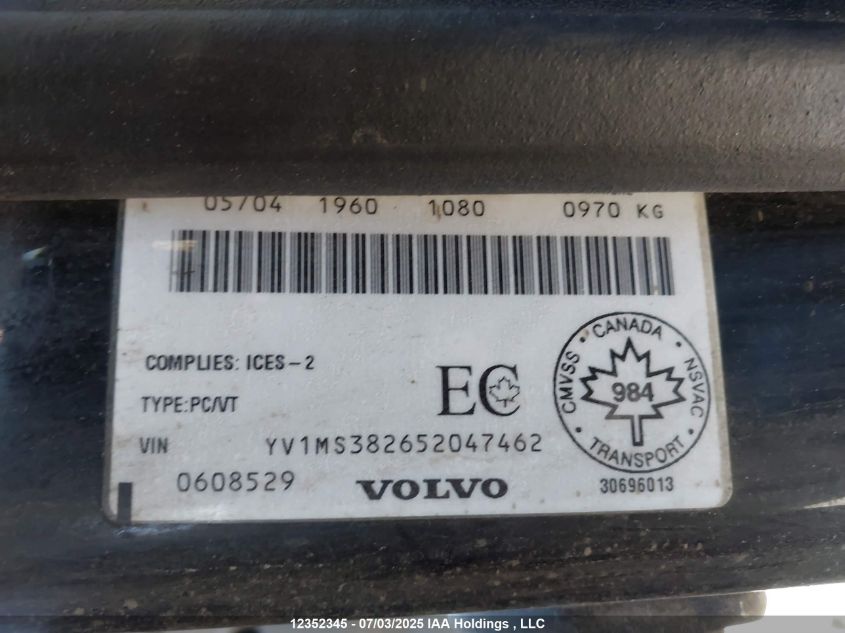 05/04 1960 1080 0970 KG
COMPLIES: ICES-2
EC
TYPE:PC/VT
VIN YV1MS382652047462
0608529 VOLVO
CANADA
CMVSS
NSVAC
984
TRANSPORT
30696013
12352345 - 07/03/2025 IAA Holdings , LLC